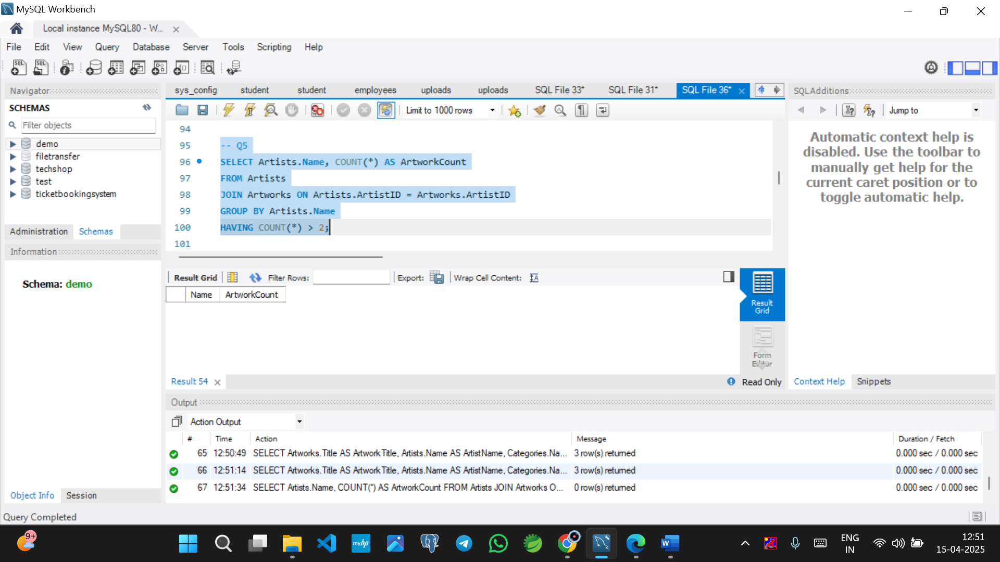 MySQL Workbench
Local instance MySQL80 - W...
File Edit View Query Database Server Tools Scripting Help
Navigator
SCHEMAS
Filter objects
demo
filetransfer
techshop
test
ticketbookingsystem
Administration Schemas
Information
Schema: demo
Object Info Session
sys_config student student employees uploads uploads SQL File 33* SQL File 31* SQL File 36*
Limit to 1000 rows
94
95 -- Q5
96 SELECT Artists.Name, COUNT(*) AS ArtworkCount
97 FROM Artists
98 JOIN Artworks ON Artists.ArtistID = Artworks.ArtistID
99 GROUP BY Artists.Name
100 HAVING COUNT(*) > 2;
101
Result Grid Filter Rows: Export: Wrap Cell Content:
Name ArtworkCount
Result
Grid
Form
Editor
Result 54
Read Only
SQLAdditions
Jump to
Automatic context help is
disabled. Use the toolbar to
manually get help for the
current caret position or to
toggle automatic help.
Context Help Snippets
Output
Action Output
# Time Action Message Duration / Fetch
65 12:50:49 SELECT Artworks.Title AS ArtworkTitle, Artists.Name AS ArtistName, Categories.Na... 3 row(s) returned 0.000 sec / 0.000 sec
66 12:51:14 SELECT Artworks.Title AS ArtworkTitle, Artists.Name AS ArtistName, Categories.Na... 3 row(s) returned 0.000 sec / 0.000 sec
67 12:51:34 SELECT Artists.Name, COUNT(*) AS ArtworkCount FROM Artists JOIN Artworks O... 0 row(s) returned 0.000 sec / 0.000 sec
Query Completed
9+
myhp
W
ENG
IN
12:51
15-04-2025